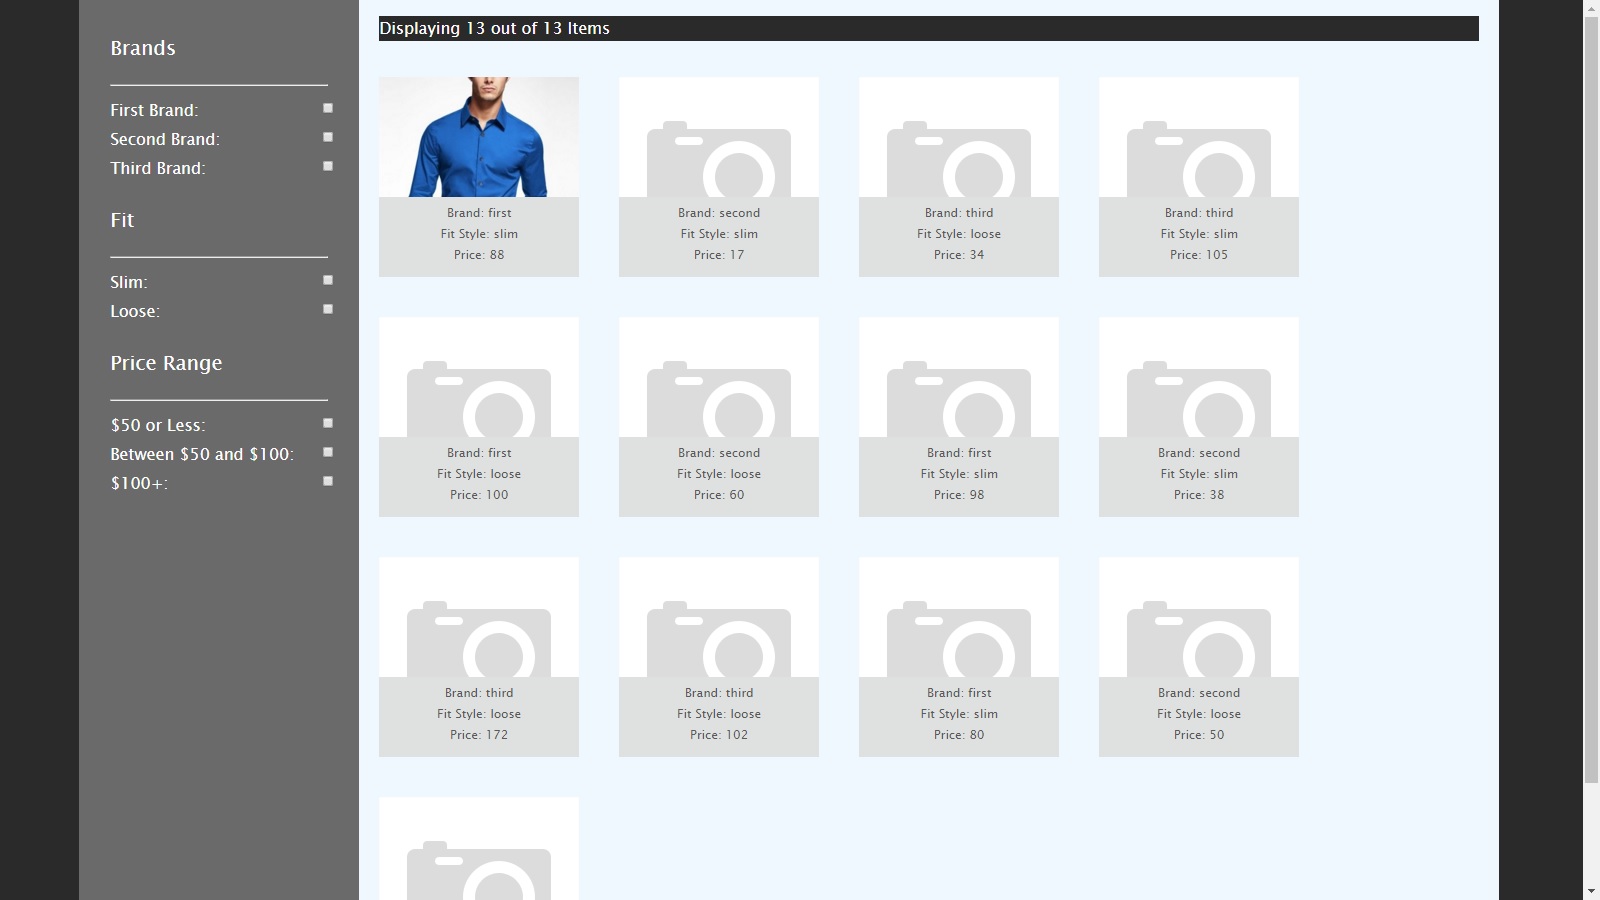 Brands
First Brand:
Second Brand:
Third Brand:
Fit
Slim:
Loose:
Price Range
$50 or Less:
Between $50 and $100:
$100+:
Displaying 13 out of 13 Items
Brand: first
Fit Style: slim
Price: 88
Brand: second
Fit Style: slim
Price: 17
Brand: third
Fit Style: loose
Price: 34
Brand: third
Fit Style: slim
Price: 105
Brand: first
Fit Style: loose
Price: 100
Brand: second
Fit Style: loose
Price: 60
Brand: first
Fit Style: slim
Price: 98
Brand: second
Fit Style: slim
Price: 38
Brand: third
Fit Style: loose
Price: 172
Brand: third
Fit Style: loose
Price: 102
Brand: first
Fit Style: slim
Price: 80
Brand: second
Fit Style: loose
Price: 50